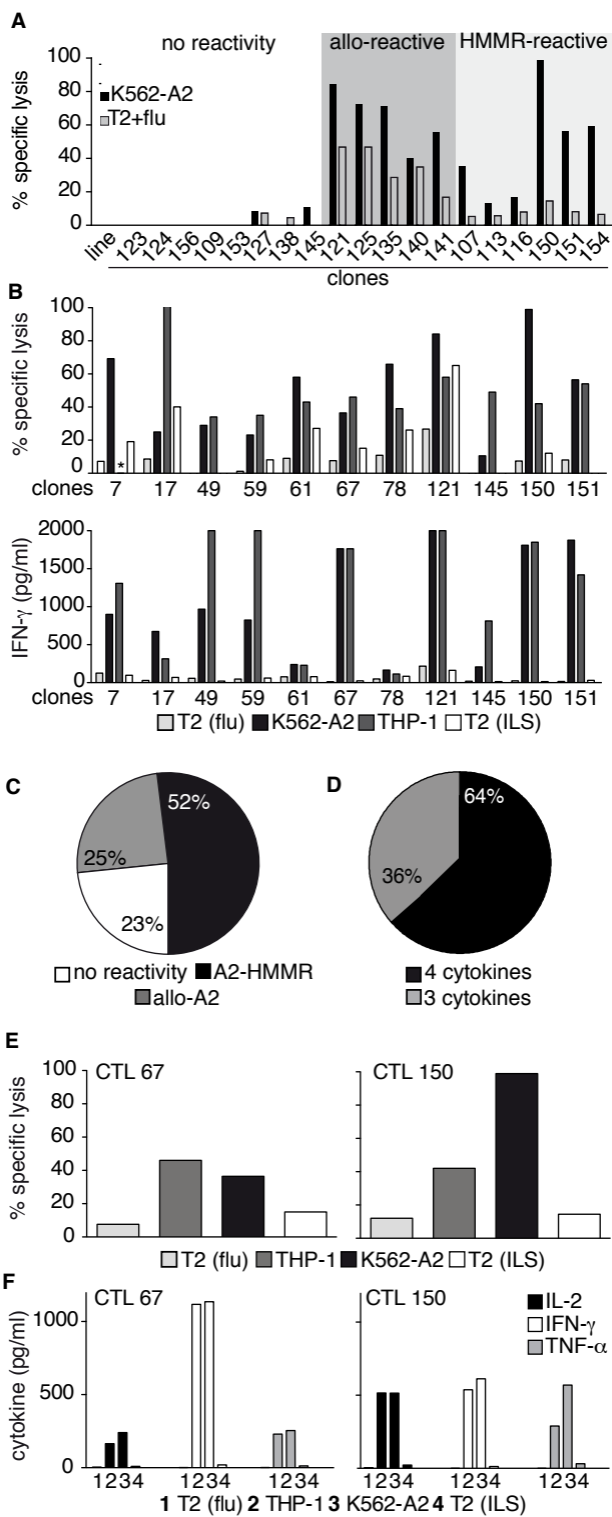 A
no reactivity allo-reactive HMMR-reactive
% specific lysis
100
80
60
40
20
0
K562-A2
T2+flu
line 123 124 156 109 153 127 138 145 121 125 135 140 141 107 113 116 150 151 154
clones
B
% specific lysis
100
80
60
40
20
0
*
clones 7 17 49 59 61 67 78 121 145 150 151
IFN-γ (pg/ml)
2000
1500
1000
500
0
clones 7 17 49 59 61 67 78 121 145 150 151
T2 (flu) K562-A2 THP-1 T2 (ILS)
C
52%
25%
23%
no reactivity A2-HMMR
allo-A2
D
64%
36%
4 cytokines
3 cytokines
E
% specific lysis
100
80
60
40
20
0
CTL 67 CTL 150
T2 (flu) THP-1 K562-A2 T2 (ILS)
F
cytokine (pg/ml)
1000
500
0
CTL 67 CTL 150
IL-2
IFN-γ
TNF-α
1234 1234 1234 1234 1234 1234
1 T2 (flu) 2 THP-1 3 K562-A2 4 T2 (ILS)